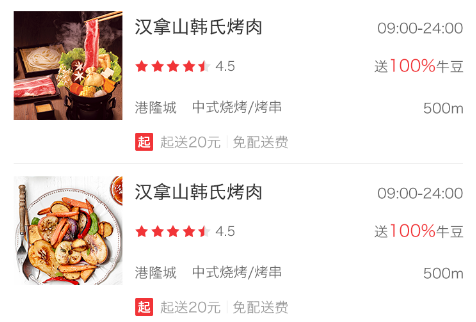 汉拿山韩氏烤肉 09:00-24:00
4.5 送100%牛豆
港隆城 中式烧烤/烤串 500m
起 起送20元 免配送费
汉拿山韩氏烤肉 09:00-24:00
4.5 送100%牛豆
港隆城 中式烧烤/烤串 500m
起 起送20元 免配送费